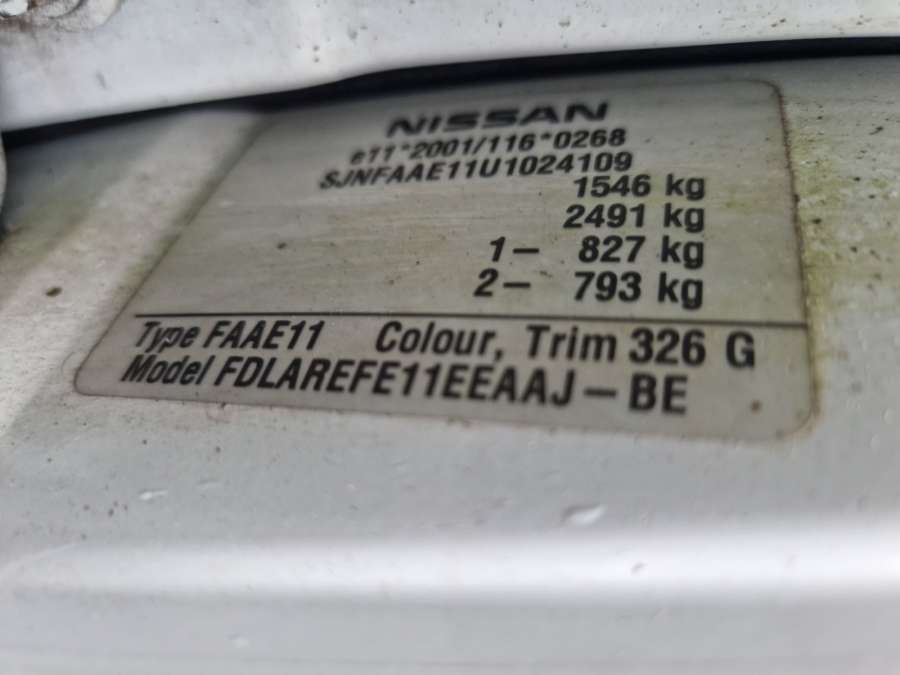 NISSAN
e11*2001/116*0268
SJNFAAE11U1024109
1546 kg
2491 kg
1– 827 kg
2– 793 kg
Type FAAE11 Colour, Trim 326 G
Model FDLAREFE11EEAAJ–BE